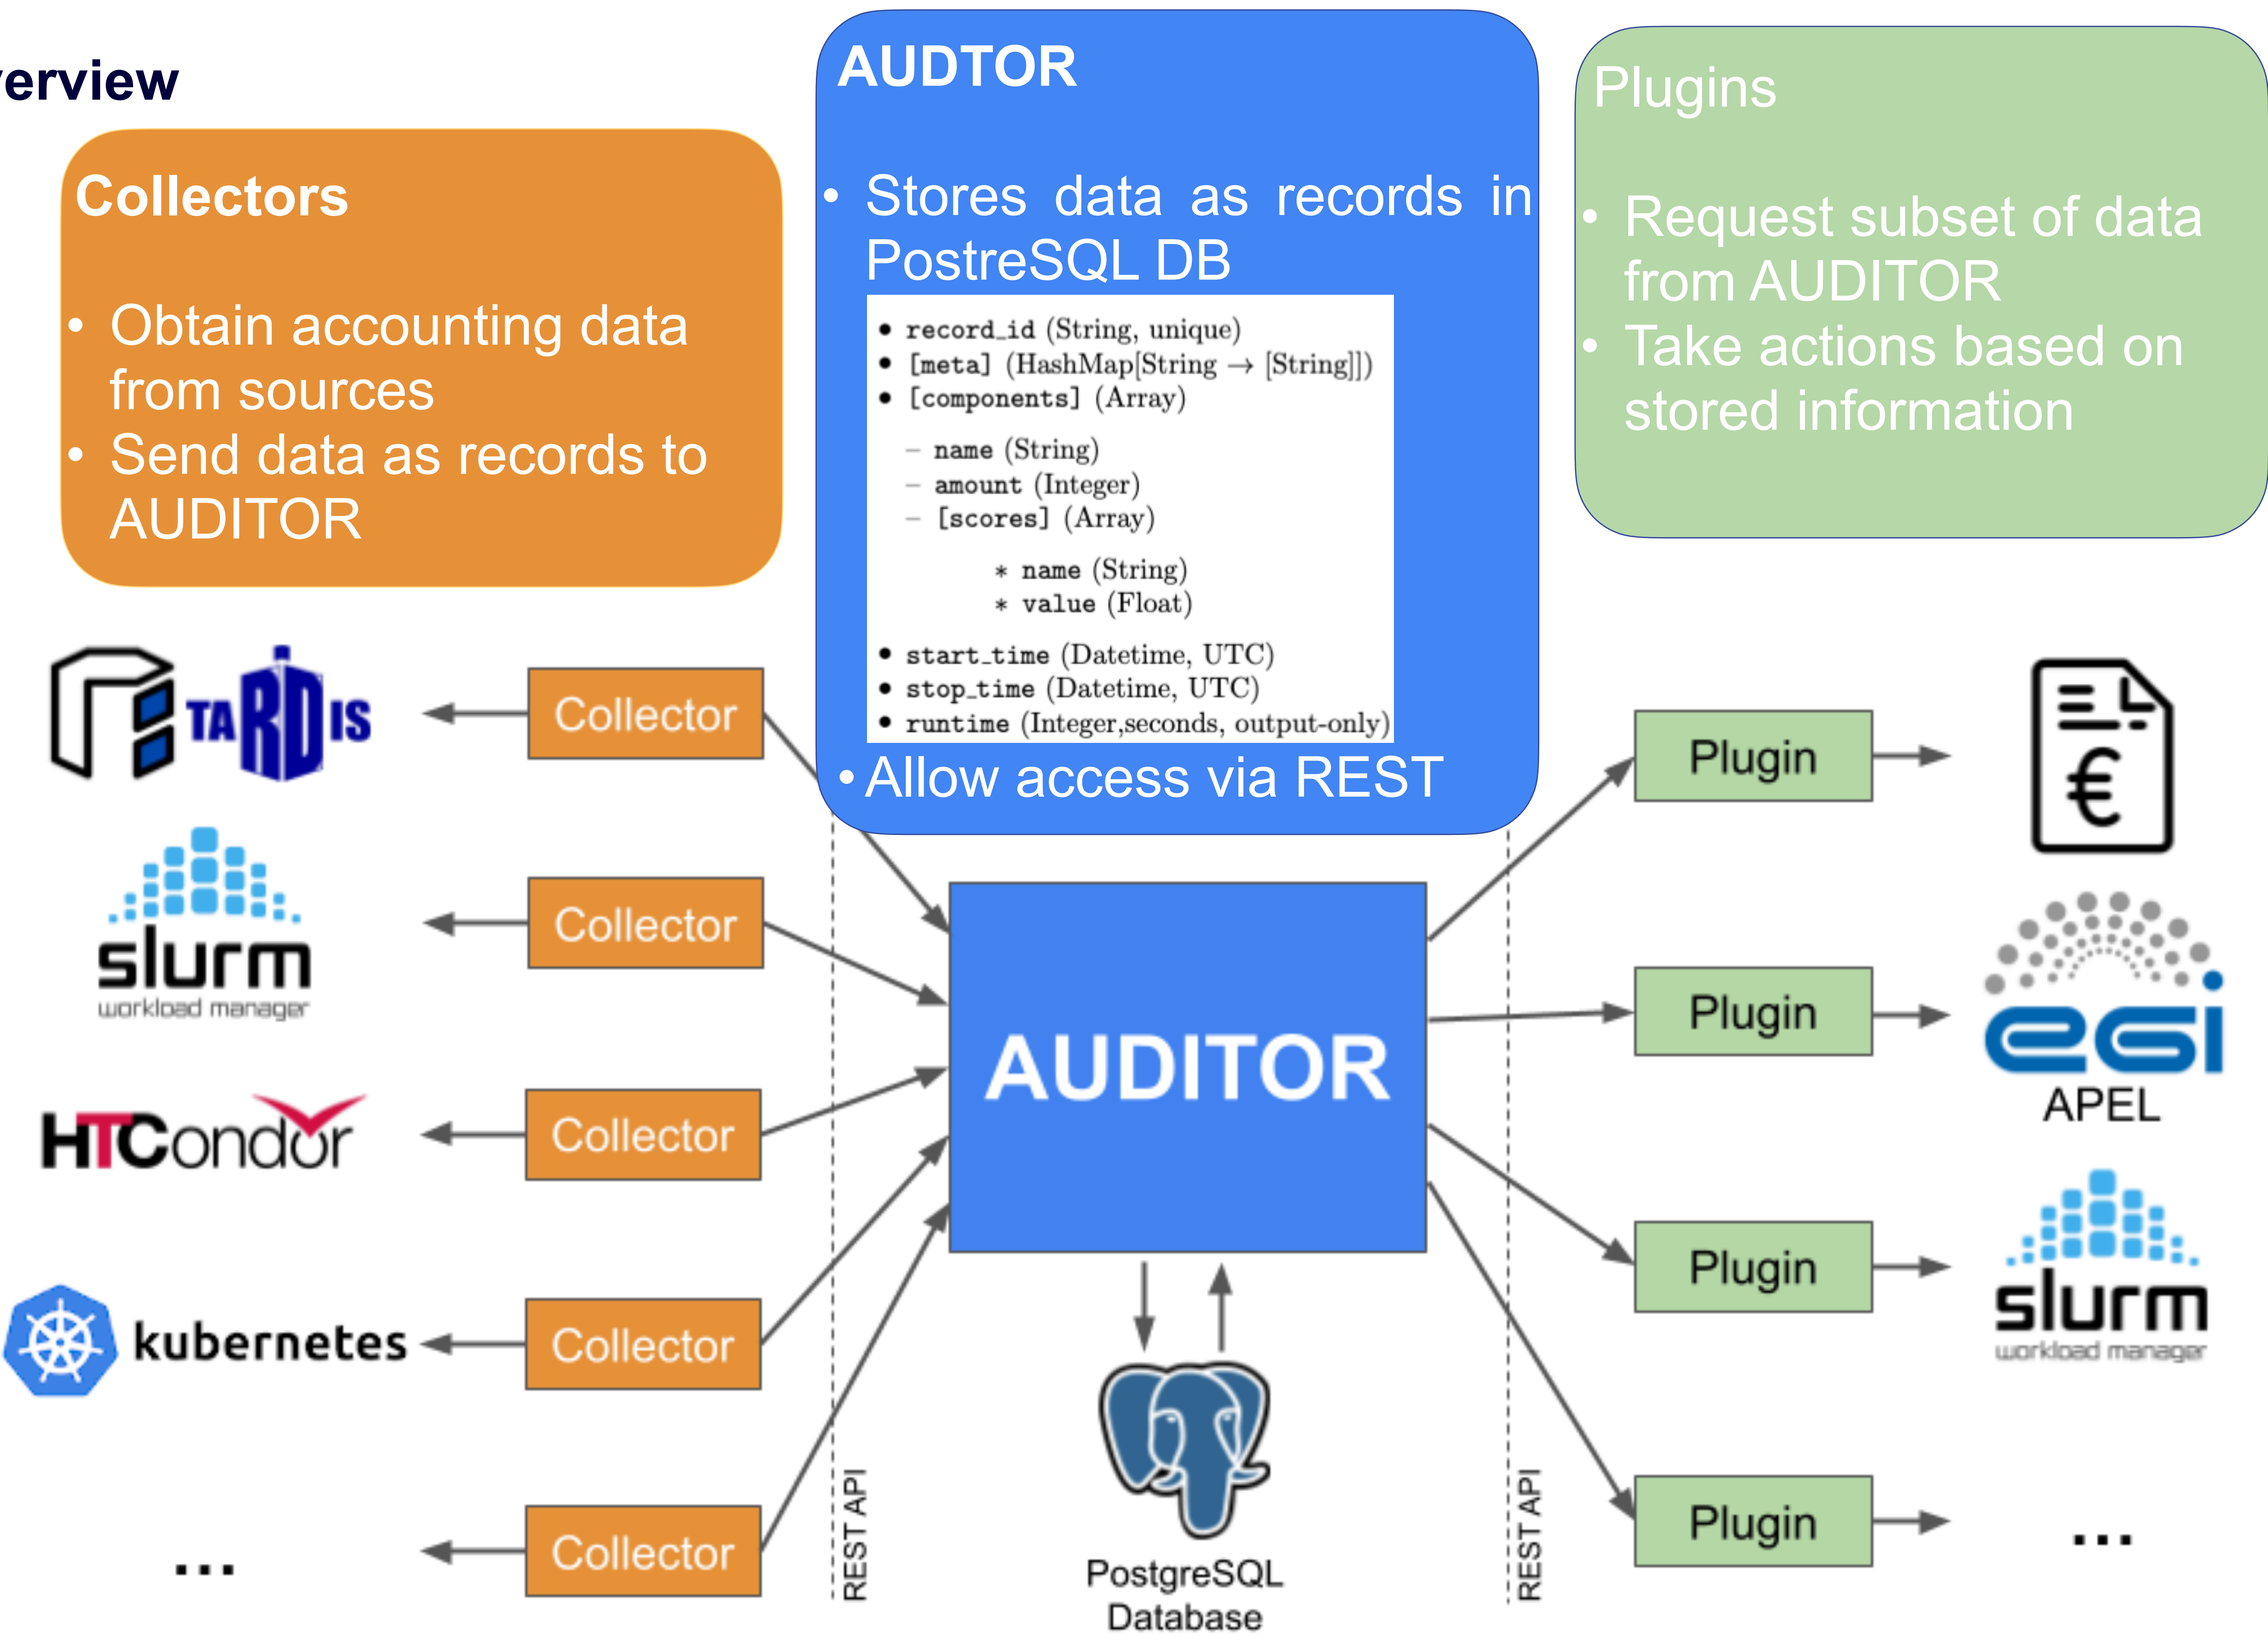 erview
Collectors
• Obtain accounting data
from sources
• Send data as records to
AUDITOR
AUDTOR
• Stores data as records in
PostreSQL DB
• record_id (String, unique)
• [meta] (HashMap[String → [String]])
• [components] (Array)
– name (String)
– amount (Integer)
– [scores] (Array)
* name (String)
* value (Float)
• start_time (Datetime, UTC)
• stop_time (Datetime, UTC)
• runtime (Integer,seconds, output-only)
• Allow access via REST
Plugins
• Request subset of data
from AUDITOR
• Take actions based on
stored information
TARDIS
Collector
slurm
workload manager
Collector
HTCondor
Collector
kubernetes
Collector
...
Collector
REST API
AUDITOR
PostgreSQL
Database
REST API
Plugin
€
Plugin
egi
APEL
Plugin
slurm
workload manager
Plugin
...